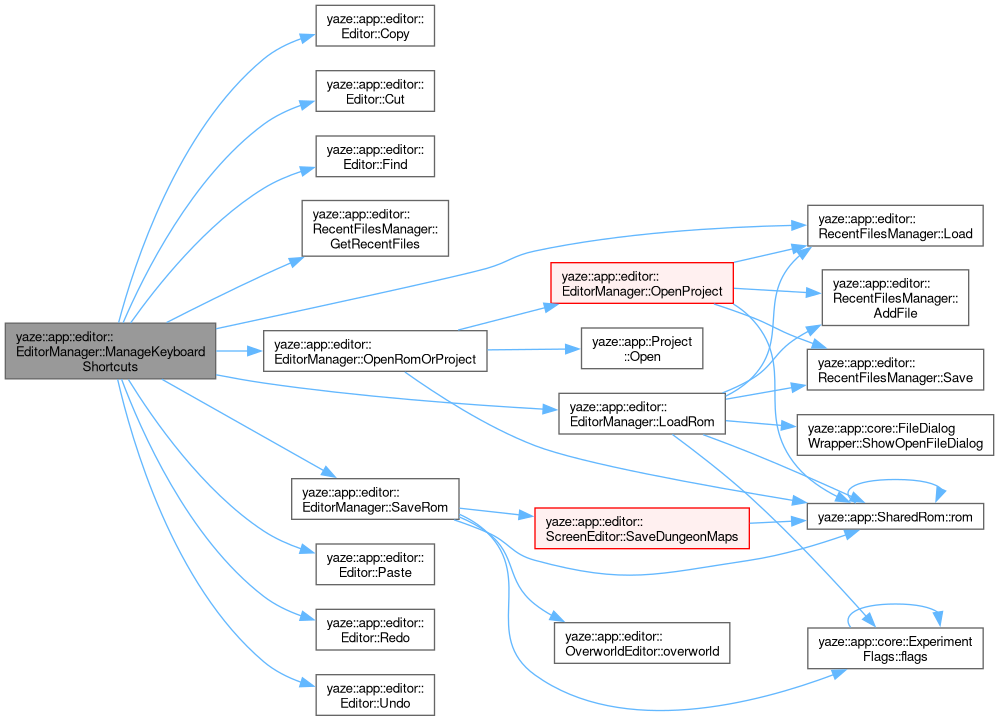 yaze::app::editor::
EditorManager::ManageKeyboard
Shortcuts
yaze::app::editor::
Editor::Copy
yaze::app::editor::
Editor::Cut
yaze::app::editor::
Editor::Find
yaze::app::editor::
RecentFilesManager::
GetRecentFiles
yaze::app::editor::
EditorManager::OpenRomOrProject
yaze::app::editor::
EditorManager::SaveRom
yaze::app::editor::
Editor::Paste
yaze::app::editor::
Editor::Redo
yaze::app::editor::
Editor::Undo
yaze::app::editor::
EditorManager::OpenProject
yaze::app::Project
::Open
yaze::app::editor::
EditorManager::LoadRom
yaze::app::editor::
ScreenEditor::SaveDungeonMaps
yaze::app::editor::
OverworldEditor::overworld
yaze::app::editor::
RecentFilesManager::Load
yaze::app::editor::
RecentFilesManager::
AddFile
yaze::app::editor::
RecentFilesManager::Save
yaze::app::core::FileDialog
Wrapper::ShowOpenFileDialog
yaze::app::SharedRom::rom
yaze::app::core::Experiment
Flags::flags